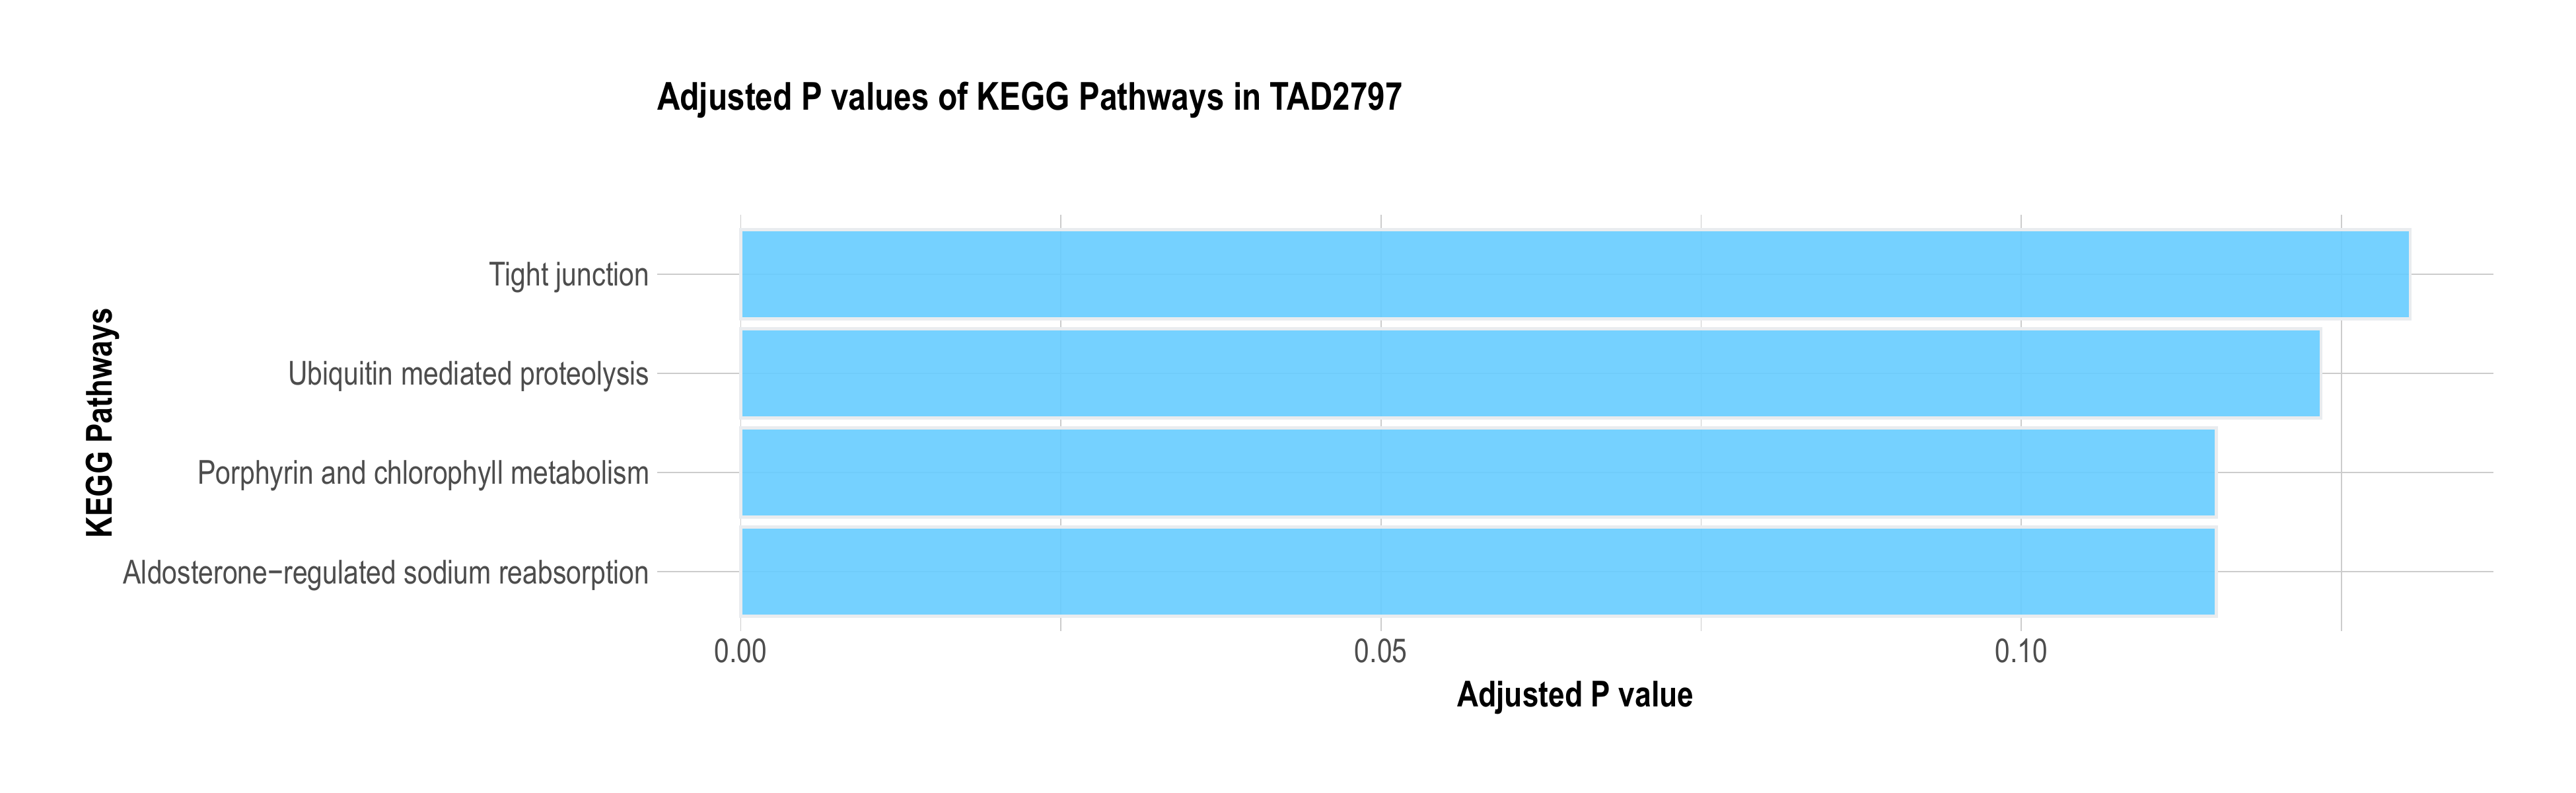 Adjusted P values of KEGG Pathways in TAD2797
KEGG Pathways
Tight junction
Ubiquitin mediated proteolysis
Porphyrin and chlorophyll metabolism
Aldosterone−regulated sodium reabsorption
0.00 0.05 0.10
Adjusted P value